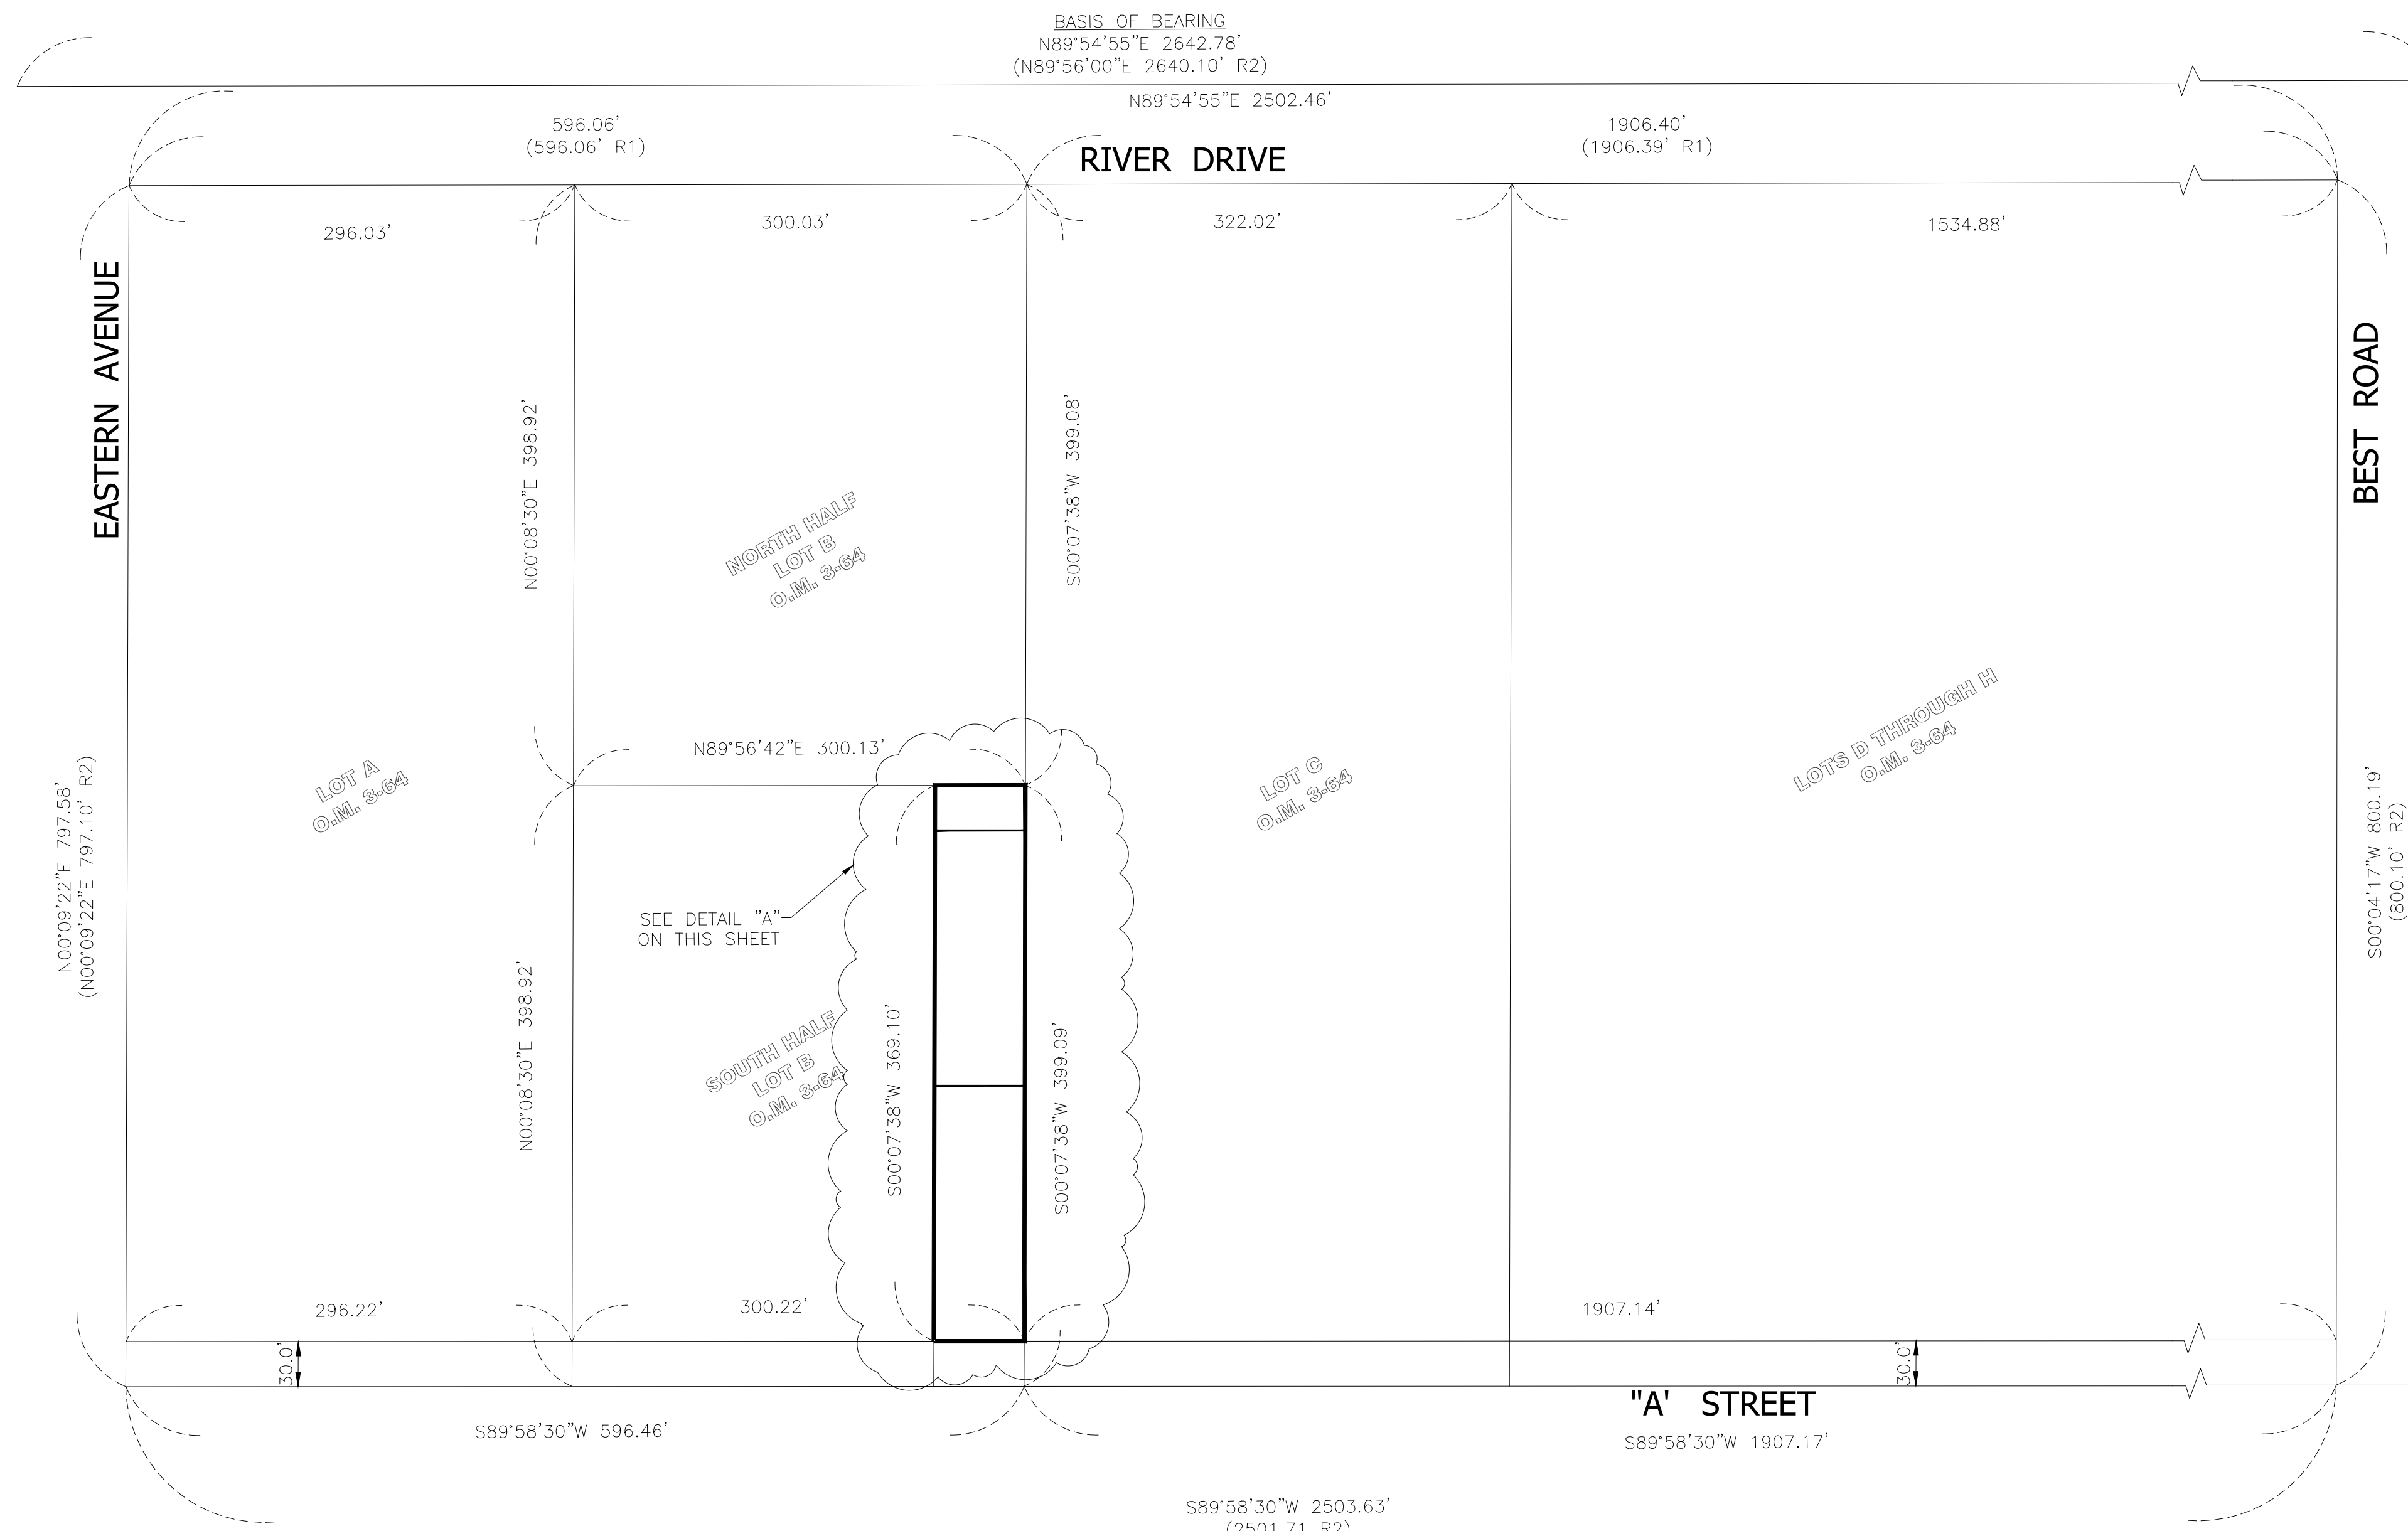 BASIS OF BEARING
N89°54'55"E 2642.78'
(N89°56'00"E 2640.10' R2)
N89°54'55"E 2502.46'
596.06'
(596.06' R1)
1906.40'
(1906.39' R1)
RIVER DRIVE
296.03'
300.03'
322.02'
1534.88'
EASTERN AVENUE
BEST ROAD
N00°08'30"E 398.92'
S00°07'38"W 399.08'
NORTH HALF
LOT B
O.M. 3-64
N89°56'42"E 300.13'
LOT A
O.M. 3-64
LOT C
O.M. 3-64
LOTS D THROUGH H
O.M. 3-64
N00°09'22"E 797.58'
(N00°09'22"E 797.10' R2)
S00°04'17"W 800.19'
(800.10' R2)
SEE DETAIL "A"
ON THIS SHEET
N00°08'30"E 398.92'
SOUTH HALF
LOT B
O.M. 3-64
S00°07'38"W 369.10'
S00°07'38"W 399.09'
296.22'
300.22'
1907.14'
30.0'
30.0'
"A' STREET
S89°58'30"W 596.46'
S89°58'30"W 1907.17'
S89°58'30"W 2503.63'
(2501.71 R2)